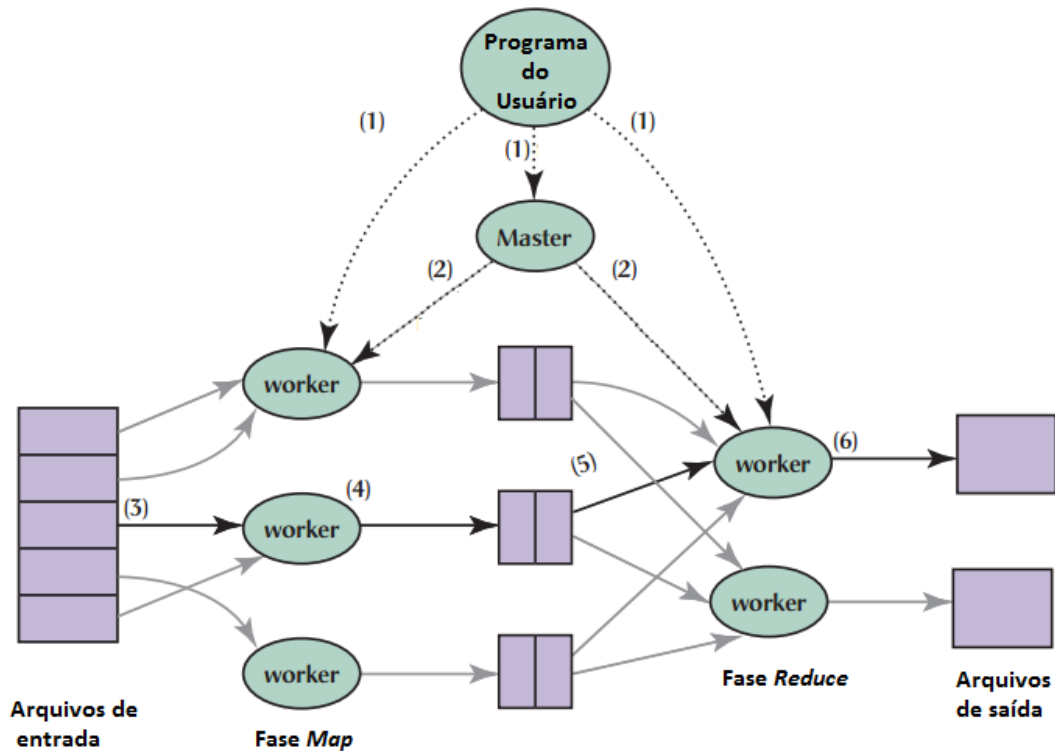 Programa
do
Usuário
(1)
(1)
(1)
Master
(2)
(2)
worker
worker
(5)
(6)
(3)
(4)
worker
worker
worker
Fase Reduce
Arquivos
de saída
Arquivos de
entrada
Fase Map